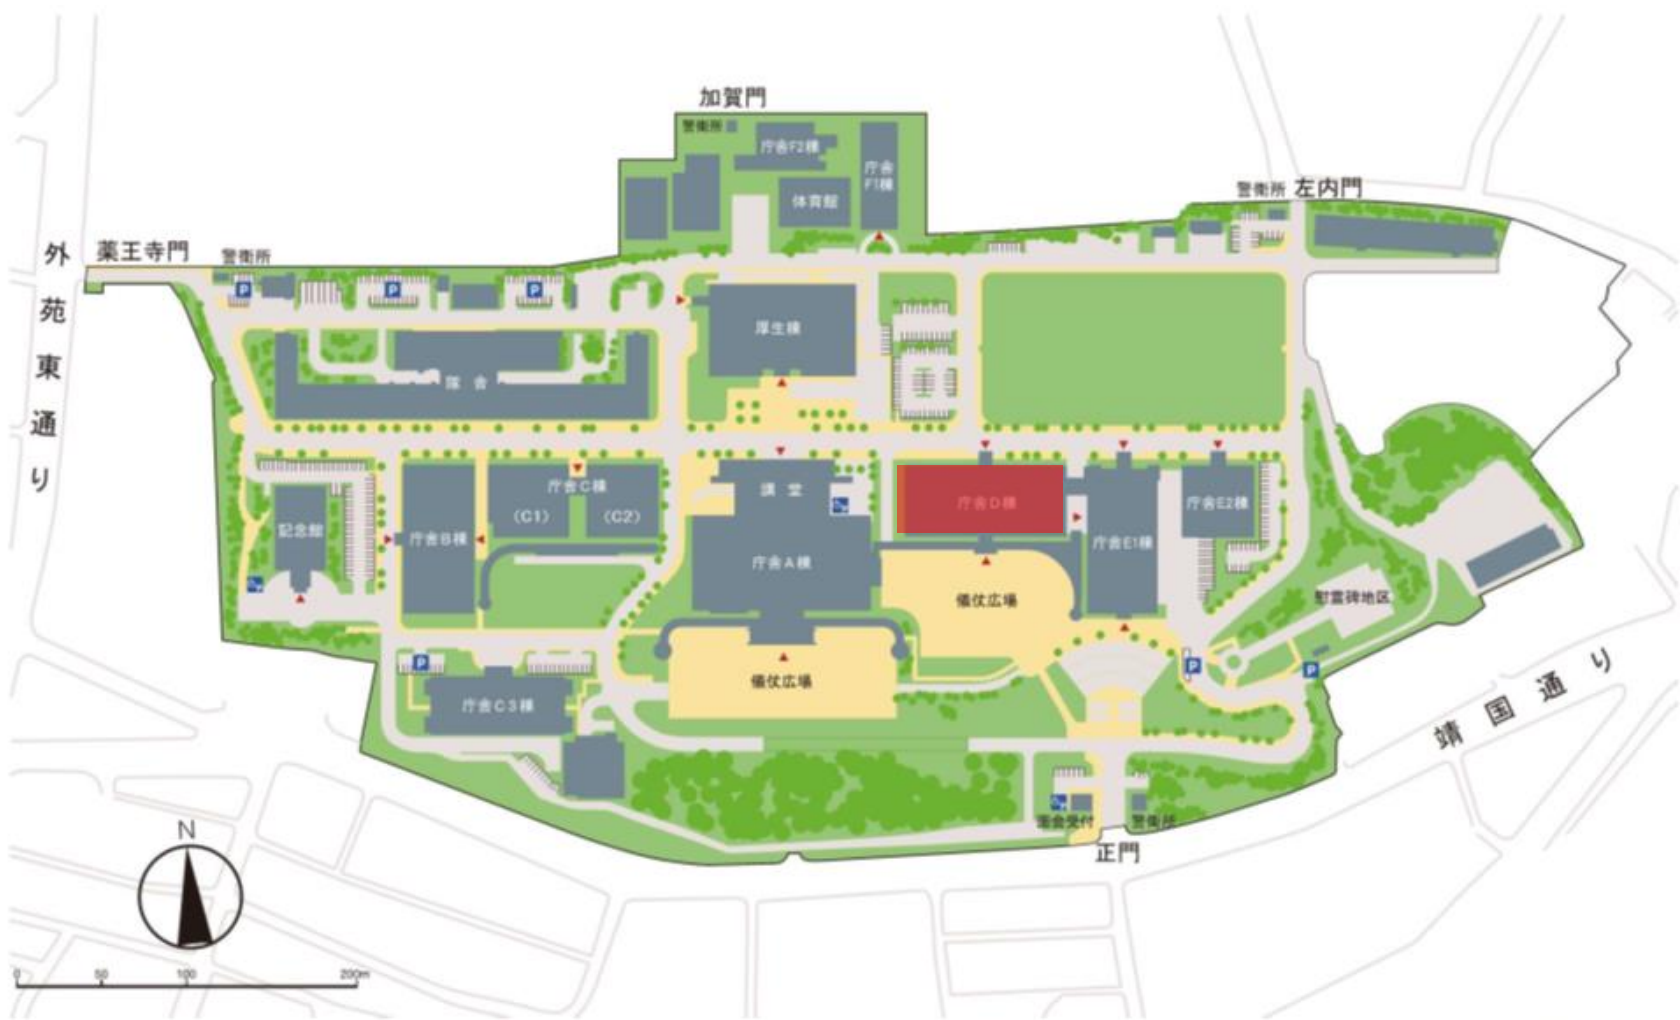 加賀門
警衛所
庁舎F2棟
庁舎
F1棟
体育館
警衛所
左内門
外苑東通り
薬王寺門
警衛所
P
P
P
厚生棟
隊舎
庁舎C棟
(C1)
(C2)
講堂
庁舎D棟
庁舎E2棟
記念館
庁舎B棟
庁舎A棟
庁舎E1棟
儀仗広場
慰霊碑地区
P
庁舎C3棟
儀仗広場
P
P
靖国通り
面会受付
警衛所
正門
N
0
50
100
200m